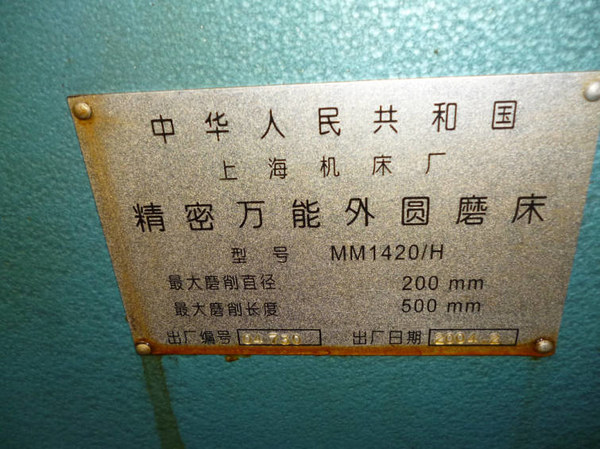 中华人民共和国
上海机床厂
精密万能外圆磨床
型号 MM1420/H
最大磨削直径 200 mm
最大磨削长度 500 mm
出厂编号 出厂日期